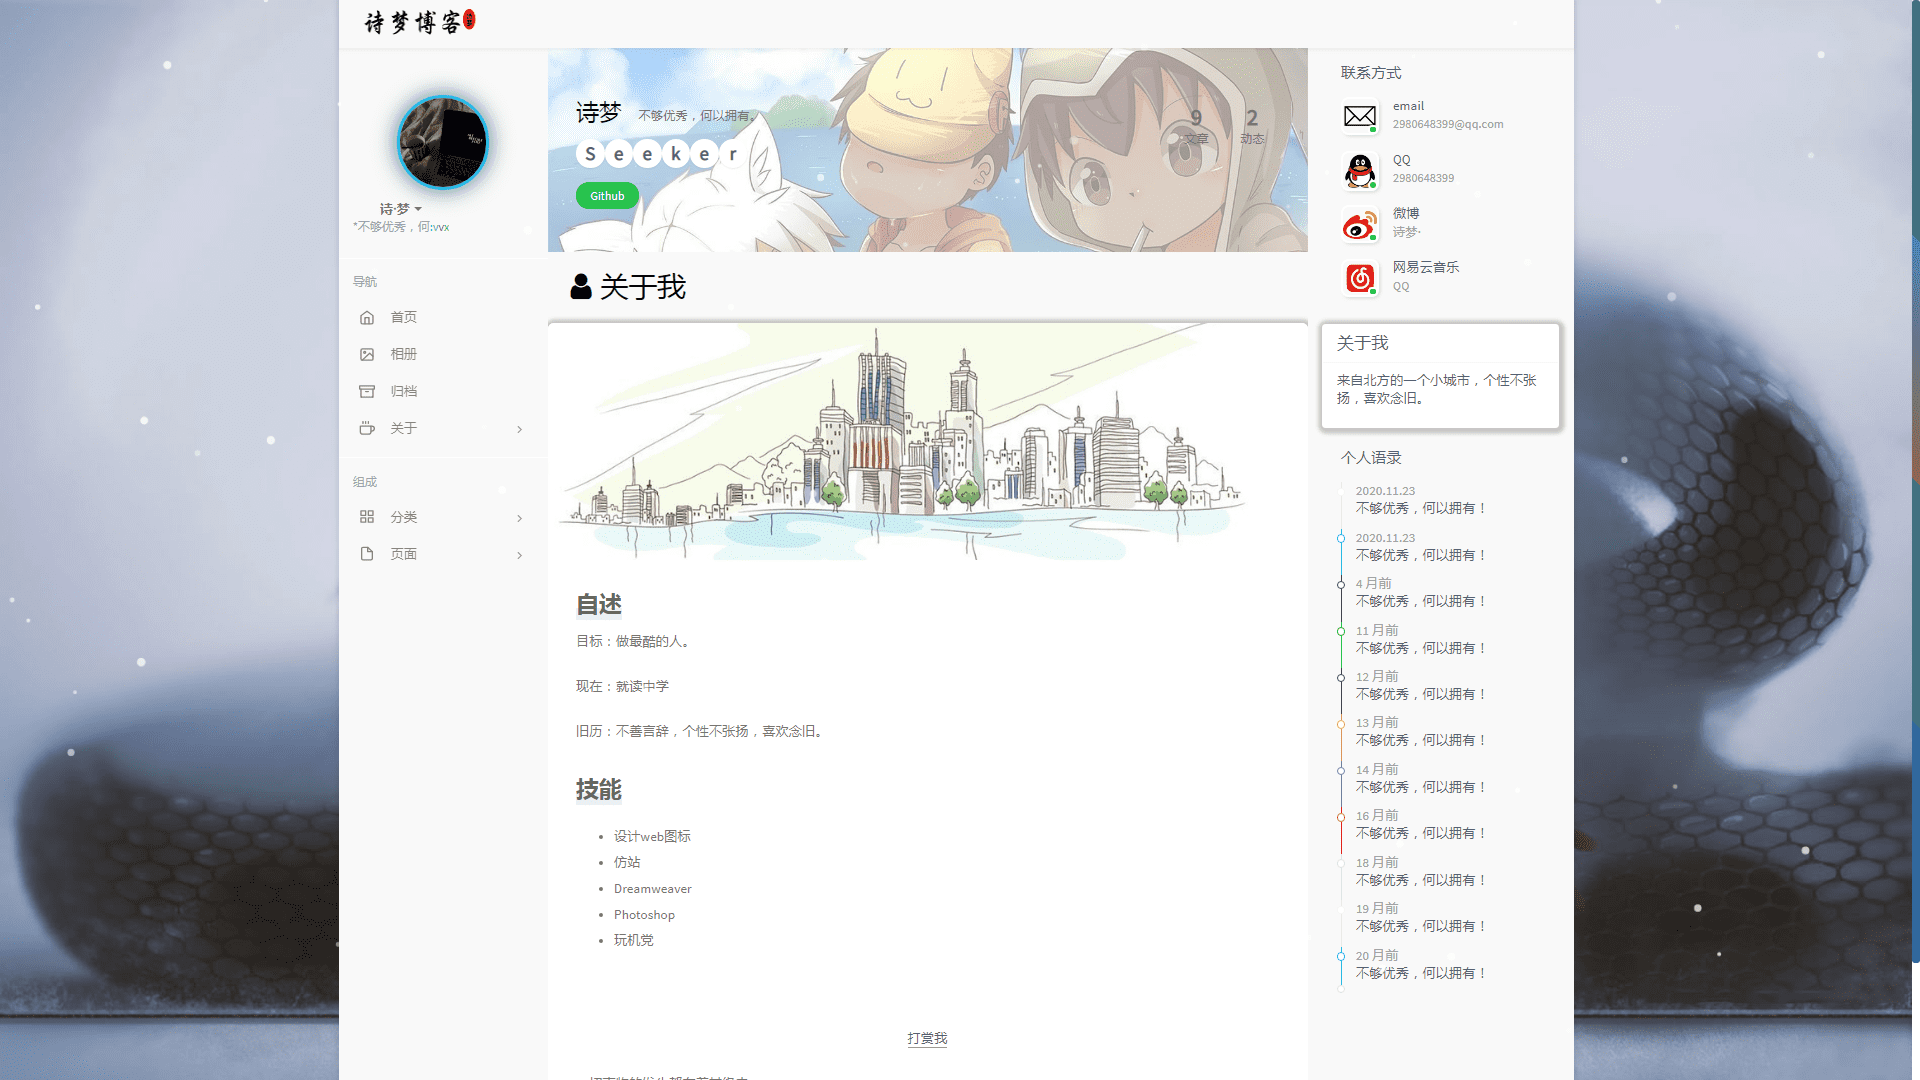 诗梦博客
诗·梦
*不够优秀，何:vvx
导航
首页
相册
归档
关于
组成
分类
页面
诗梦 不够优秀，何以拥有。
Seeker
Github
9
文章
2
动态
关于我
自述
目标：做最酷的人。
现在：就读中学
旧历：不善言辞，个性不张扬，喜欢念旧。
技能
设计web图标
仿站
Dreamweaver
Photoshop
玩机党
打赏我
联系方式
email
2980648399@qq.com
QQ
2980648399
微博
诗梦·
网易云音乐
QQ
关于我
来自北方的一个小城市，个性不张
扬，喜欢念旧。
个人语录
2020.11.23
不够优秀，何以拥有！
2020.11.23
不够优秀，何以拥有！
4 月前
不够优秀，何以拥有！
11 月前
不够优秀，何以拥有！
12 月前
不够优秀，何以拥有！
13 月前
不够优秀，何以拥有！
14 月前
不够优秀，何以拥有！
16 月前
不够优秀，何以拥有！
18 月前
不够优秀，何以拥有！
19 月前
不够优秀，何以拥有！
20 月前
不够优秀，何以拥有！